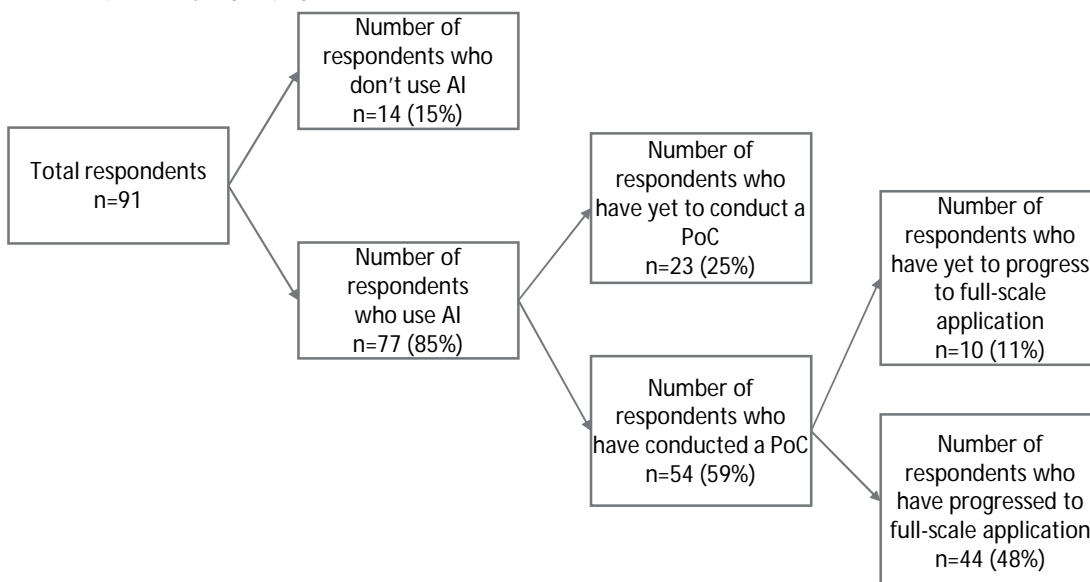 Number of
respondents who
don't use AI
n=14 (15%)
Total respondents
n=91
Number of
respondents
who use AI
n=77 (85%)
Number of
respondents who
have yet to conduct a
PoC
n=23 (25%)
Number of
respondents who
have conducted a PoC
n=54 (59%)
Number of
respondents who
have yet to progress
to full-scale
application
n=10 (11%)
Number of
respondents who
have progressed to
full-scale application
n=44 (48%)